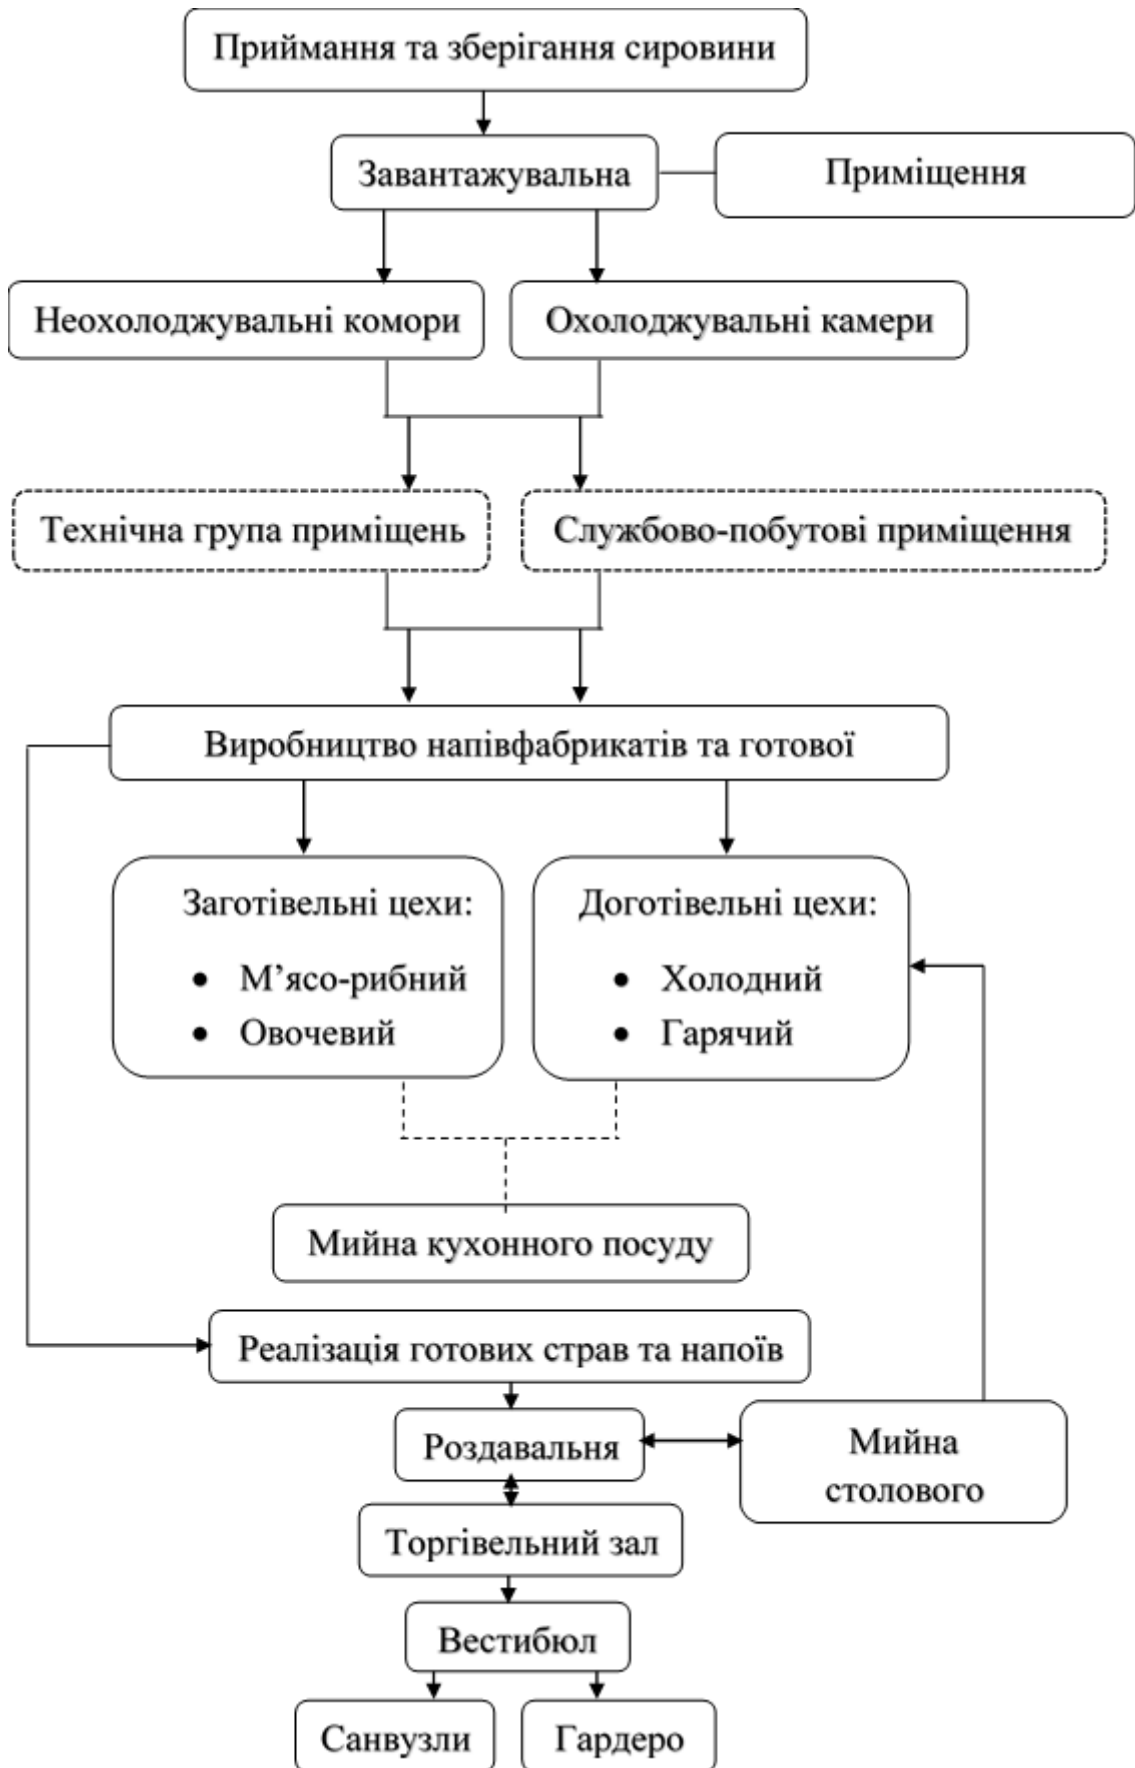 Приймання та зберігання сировини
Завантажувальна
Приміщення
Неохолоджувальні комори
Охолоджувальні камери
Технічна група приміщень
Службово-побутові приміщення
Виробництво напівфабрикатів та готової
Заготівельні цехи:
● М’ясо-рибний
● Овочевий
Доготівельні цехи:
● Холодний
● Гарячий
Мийна кухонного посуду
Реалізація готових страв та напоїв
Роздавальня
Мийна
столового
Торгівельний зал
Вестибюл
Санвузли
Гардеро